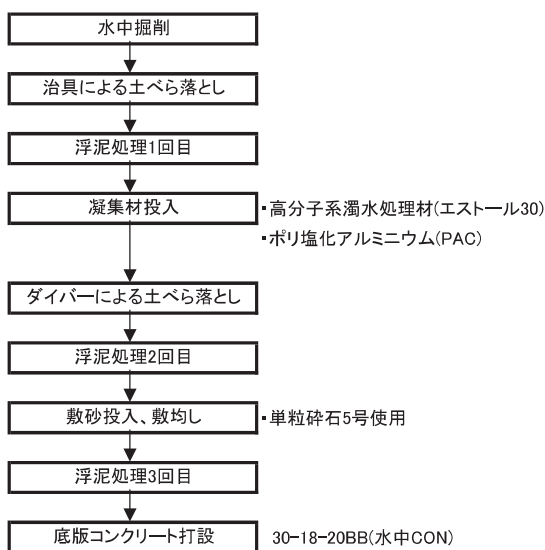 水中掘削
治具による土べら落とし
浮泥処理1回目
凝集材投入
・高分子系濁水処理材(エストール30)
・ポリ塩化アルミニウム(PAC)
ダイバーによる土べら落とし
浮泥処理2回目
敷砂投入、敷均し
・単粒砕石5号使用
浮泥処理3回目
底版コンクリート打設
30-18-20BB(水中CON)